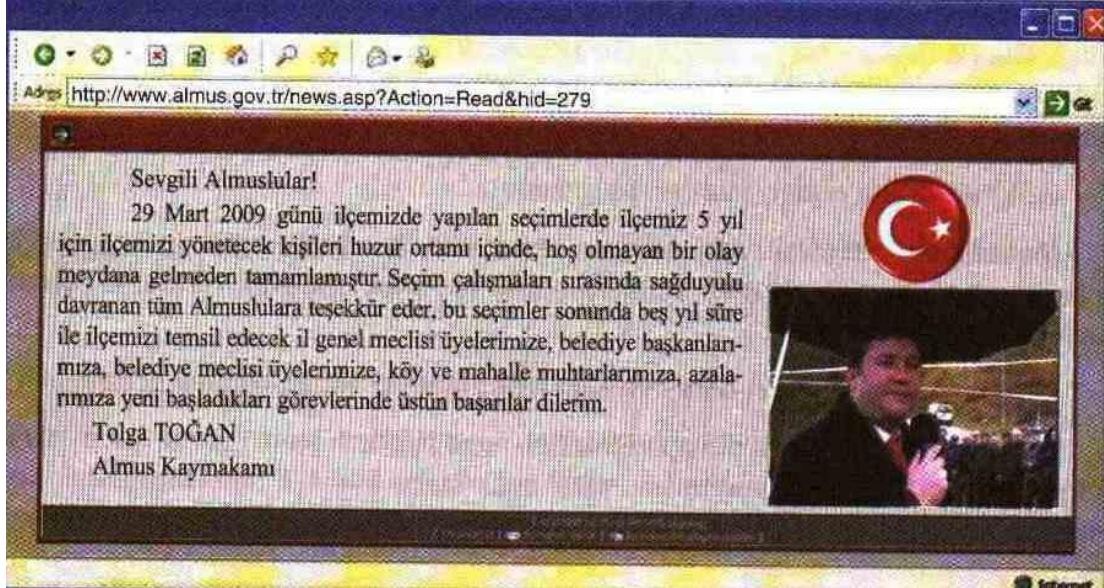 Adres http://www.almus.gov.tr/news.asp?Action=Read&hid=279 Git
Sevgili Almuslular!
29 Mart 2009 günü ilçemizde yapılan seçimlerde ilçemiz 5 yıl
için ilçemizi yönetecek kişileri huzur ortamı içinde, hoş olmayan bir olay
meydana gelmeden tamamlamıştır. Seçim çalışmaları sırasında sağduyulu
davranan tüm Almuslulara teşekkür eder, bu seçimler sonunda beş yıl süre
ile ilçemizi temsil edecek il genel meclisi üyelerimize, belediye başkanları-
mıza, belediye meclisi üyelerimize, köy ve mahalle muhtarlarımıza, azala-
rımıza yeni başladıkları görevlerinde üstün başarılar dilerim.
Tolga TOĞAN
Almus Kaymakamı
Internet